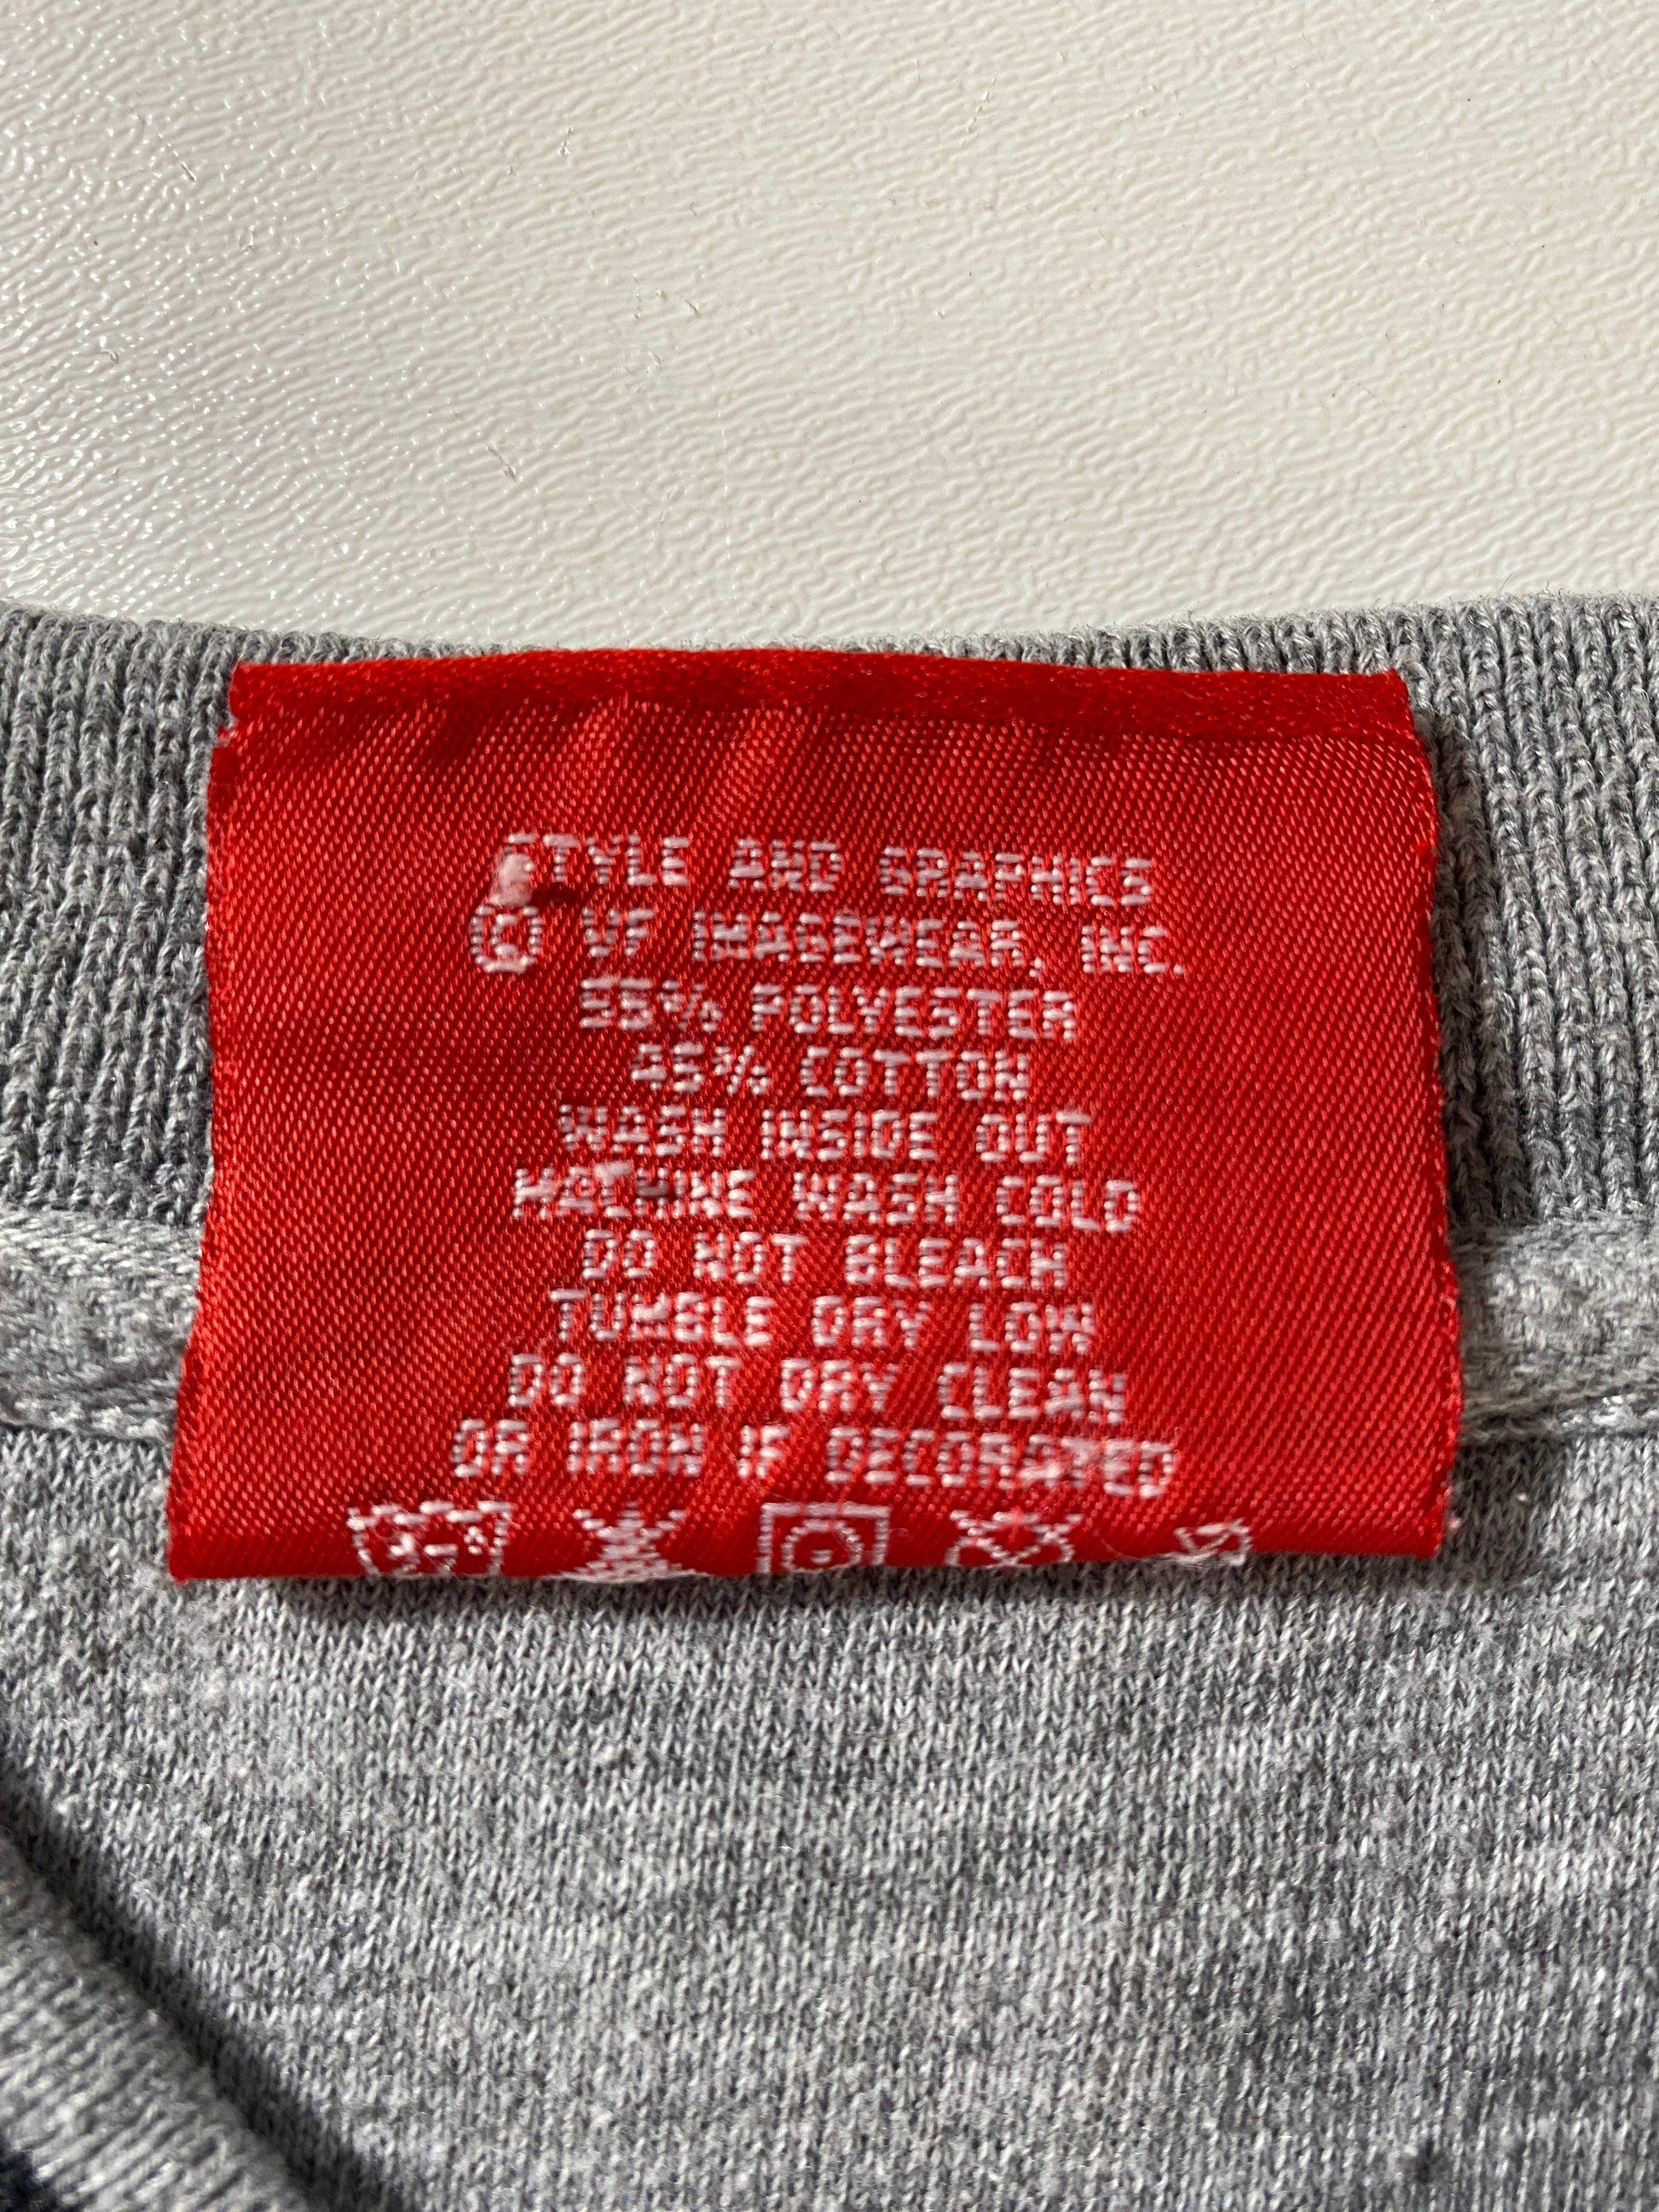 STYLE AND GRAPHICS
© VF IMAGEWEAR, INC.
55% POLYESTER
45% COTTON
WASH INSIDE OUT
MACHINE WASH COLD
DO NOT BLEACH
TUMBLE DRY LOW
DO NOT DRY CLEAN
OR IRON IF DECORATED